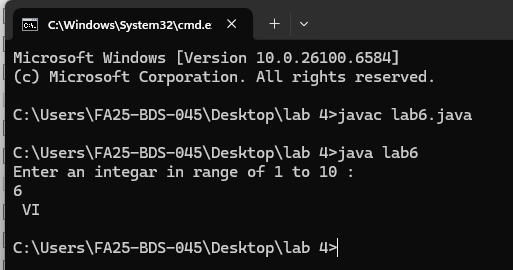 C:\Windows\System32\cmd.e
Microsoft Windows [Version 10.0.26100.6584]
(c) Microsoft Corporation. All rights reserved.
C:\Users\FA25-BDS-045\Desktop\lab 4>javac lab6.java
C:\Users\FA25-BDS-045\Desktop\lab 4>java lab6
Enter an integar in range of 1 to 10 :
6
VI
C:\Users\FA25-BDS-045\Desktop\lab 4>